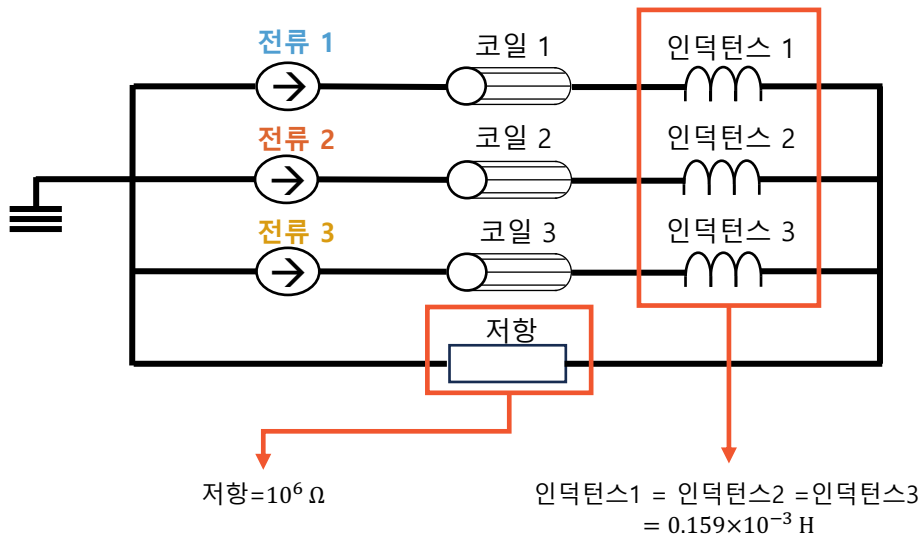 전류 1
코일 1
인덕턴스 1
전류 2
코일 2
인덕턴스 2
전류 3
코일 3
인덕턴스 3
저항
저항=10⁶ Ω
인덕턴스1 = 인덕턴스2 =인덕턴스3
= 0.159×10⁻³ H